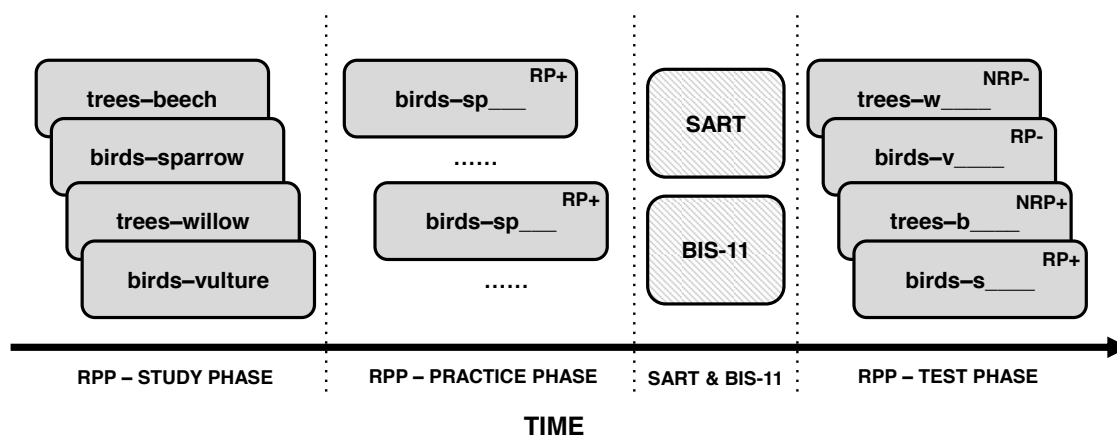 trees–beech
birds–sparrow
trees–willow
birds–vulture
RP+
birds–sp___
......
RP+
birds–sp___
......
SART
BIS-11
NRP-
trees–w____
RP-
birds–v____
NRP+
trees–b____
RP+
birds–s____
RPP – STUDY PHASE
RPP – PRACTICE PHASE
SART & BIS-11
RPP – TEST PHASE
TIME